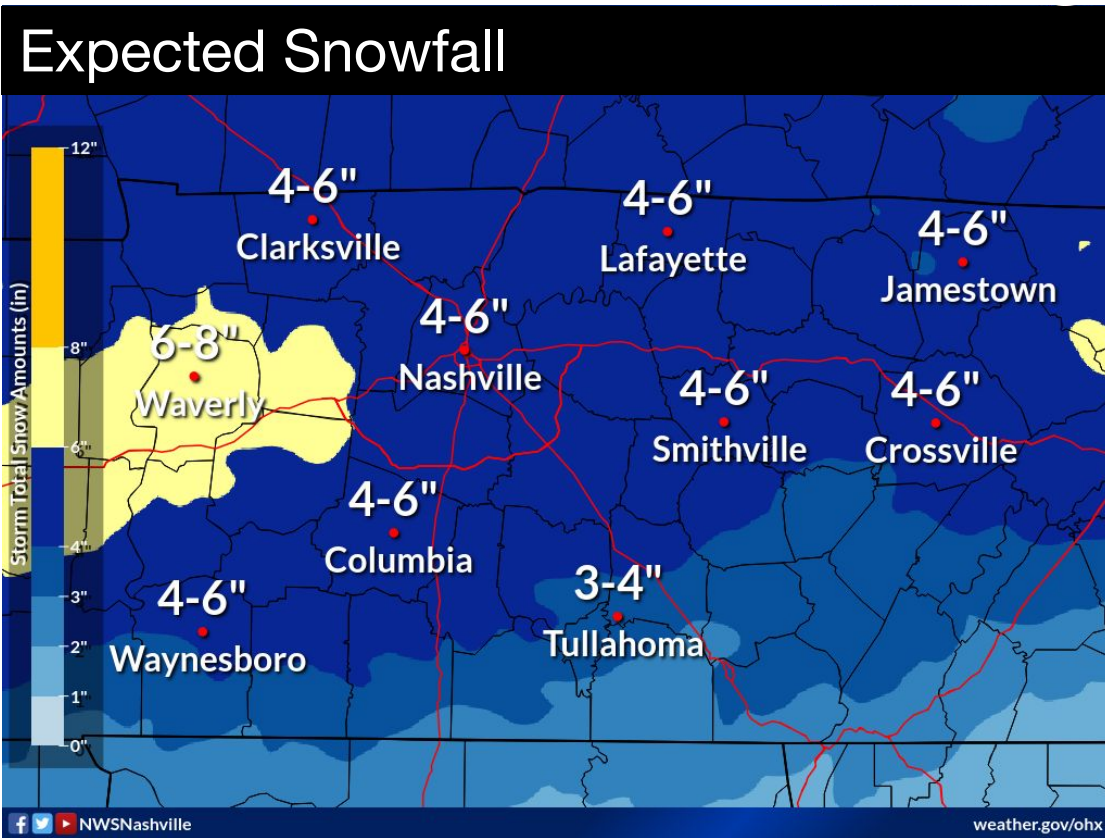 Expected Snowfall
12"
8"
6"
4"
3"
2"
1"
0"
Storm Total Snow Amounts (in)
4-6"
Clarksville
4-6"
Lafayette
4-6"
Jamestown
4-6"
Nashville
6-8"
Waverly
4-6"
Smithville
4-6"
Crossville
4-6"
Columbia
3-4"
Tullahoma
4-6"
Waynesboro
NWSNashville
weather.gov/ohx